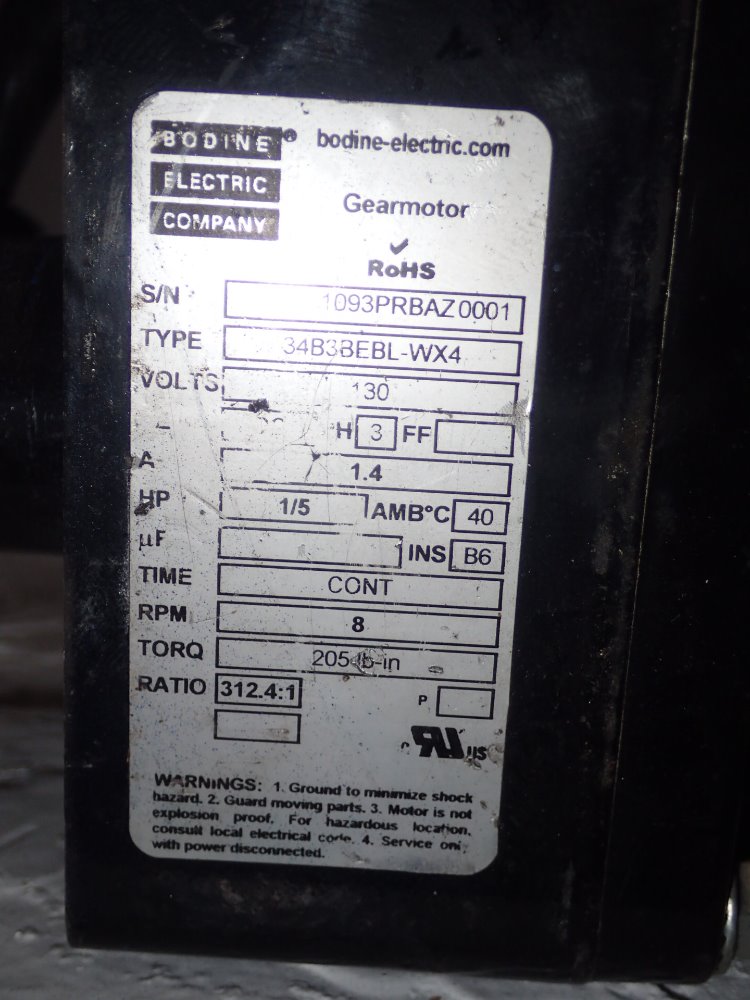 BODINE® bodine-electric.com
ELECTRIC
COMPANY
Gearmotor
RoHS
S/N 1093PRBAZ0001
TYPE 34B3BEBL-WX4
VOLTS 130
~ H 3 FF
A 1.4
HP 1/5 AMB°C 40
µF INS B6
TIME CONT
RPM 8
TORQ 205 lb-in
RATIO 312.4:1 P
c RU us
WARNINGS: 1. Ground to minimize shock
hazard. 2. Guard moving parts. 3. Motor is not
explosion proof. For hazardous location,
consult local electrical code. 4. Service only
with power disconnected.